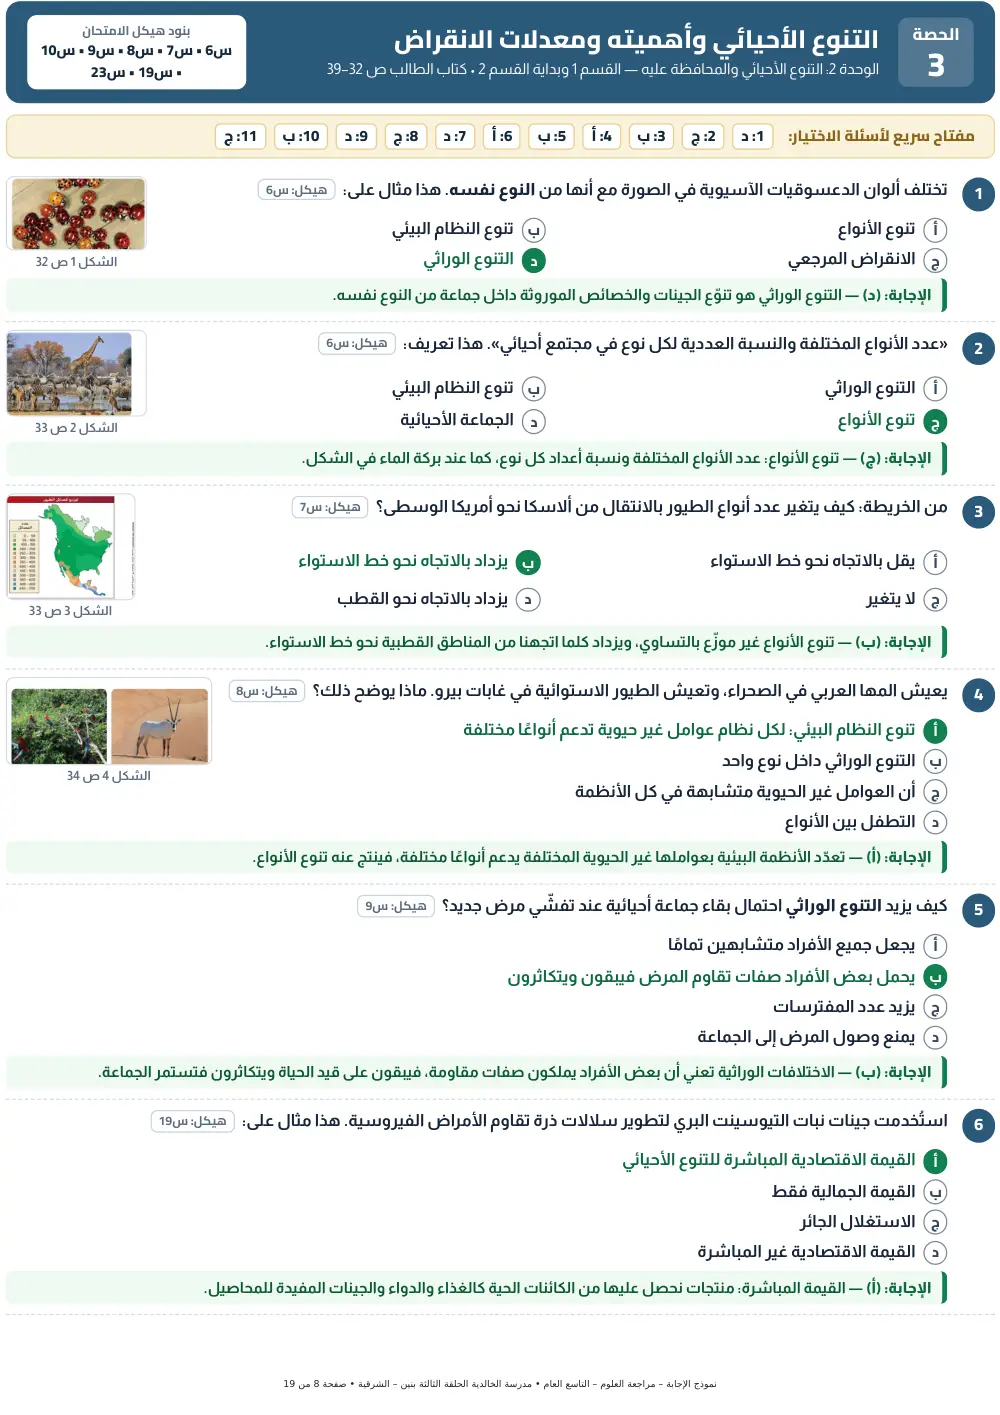 الحصة
3
التنوع الأحيائي وأهميته ومعدلات الانقراض
الوحدة 2: التنوع الأحيائي والمحافظة عليه — القسم 1 وبداية القسم 2 • كتاب الطالب ص 32–39
بنود هيكل الامتحان
س6 • س7 • س8 • س9 • س10
• س19 • س23
مفتاح سريع لأسئلة الاختيار: 1: د 2: ج 3: ب 4: أ 5: ب 6: أ 7: د 8: ج 9: د 10: ب 11: ج
1 تختلف ألوان الدعسوقيات الآسيوية في الصورة مع أنها من النوع نفسه. هذا مثال على: هيكل: س6
أ تنوع الأنواع ب تنوع النظام البيئي
ج الانقراض المرجعي د التنوع الوراثي
الشكل 1 ص 32
الإجابة: (د) — التنوع الوراثي هو تنوّع الجينات والخصائص الموروثة داخل جماعة من النوع نفسه.
2 «عدد الأنواع المختلفة والنسبة العددية لكل نوع في مجتمع أحيائي». هذا تعريف: هيكل: س6
أ التنوع الوراثي ب تنوع النظام البيئي
ج تنوع الأنواع د الجماعة الأحيائية
الشكل 2 ص 33
الإجابة: (ج) — تنوع الأنواع: عدد الأنواع المختلفة ونسبة أعداد كل نوع، كما عند بركة الماء في الشكل.
3 من الخريطة: كيف يتغير عدد أنواع الطيور بالانتقال من ألاسكا نحو أمريكا الوسطى؟ هيكل: س7
أ يقل بالاتجاه نحو خط الاستواء ب يزداد بالاتجاه نحو خط الاستواء
ج لا يتغير د يزداد بالاتجاه نحو القطب
الشكل 3 ص 33
الإجابة: (ب) — تنوع الأنواع غير موزّع بالتساوي، ويزداد كلما اتجهنا من المناطق القطبية نحو خط الاستواء.
4 يعيش المها العربي في الصحراء، وتعيش الطيور الاستوائية في غابات بيرو. ماذا يوضح ذلك؟ هيكل: س8
أ تنوع النظام البيئي: لكل نظام عوامل غير حيوية تدعم أنواعًا مختلفة
ب التنوع الوراثي داخل نوع واحد
ج أن العوامل غير الحيوية متشابهة في كل الأنظمة
د التطفل بين الأنواع
الشكل 4 ص 34
الإجابة: (أ) — تعدّد الأنظمة البيئية بعواملها غير الحيوية المختلفة يدعم أنواعًا مختلفة، فينتج عنه تنوع الأنواع.
5 كيف يزيد التنوع الوراثي احتمال بقاء جماعة أحيائية عند تفشّي مرض جديد؟ هيكل: س9
أ يجعل جميع الأفراد متشابهين تمامًا
ب يحمل بعض الأفراد صفات تقاوم المرض فيبقون ويتكاثرون
ج يزيد عدد المفترسات
د يمنع وصول المرض إلى الجماعة
الإجابة: (ب) — الاختلافات الوراثية تعني أن بعض الأفراد يملكون صفات مقاومة، فيبقون على قيد الحياة ويتكاثرون فتستمر الجماعة.
6 استُخدمت جينات نبات التيوسينت البري لتطوير سلالات ذرة تقاوم الأمراض الفيروسية. هذا مثال على: هيكل: س19
أ القيمة الاقتصادية المباشرة للتنوع الأحيائي
ب القيمة الجمالية فقط
ج الاستغلال الجائر
د القيمة الاقتصادية غير المباشرة
الإجابة: (أ) — القيمة المباشرة: منتجات نحصل عليها من الكائنات الحية كالغذاء والدواء والجينات المفيدة للمحاصيل.
نموذج الإجابة – مراجعة العلوم – التاسع العام • مدرسة الخالدية الحلقة الثالثة بنين – الشرقية • صفحة 8 من 19